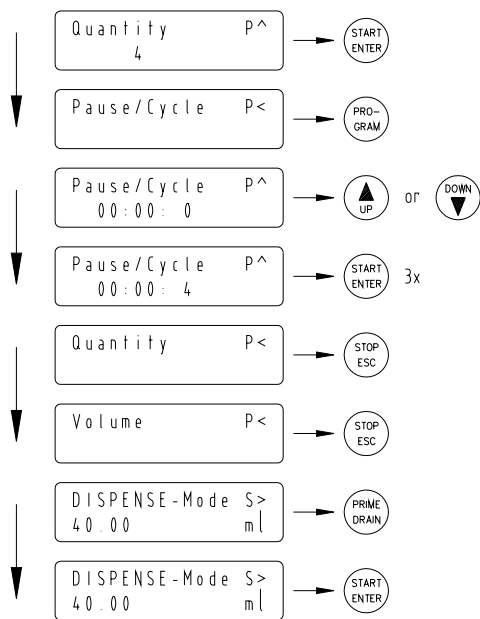 Quantity P^
4
START
ENTER
Pause/Cycle P<
PRO-
GRAM
Pause/Cycle P^
00:00: 0
UP
or
DOWN
Pause/Cycle P^
00:00: 4
START
ENTER
3x
Quantity P<
STOP
ESC
Volume P<
STOP
ESC
DISPENSE-Mode S>
40.00 ml
PRIME
DRAIN
DISPENSE-Mode S>
40.00 ml
START
ENTER